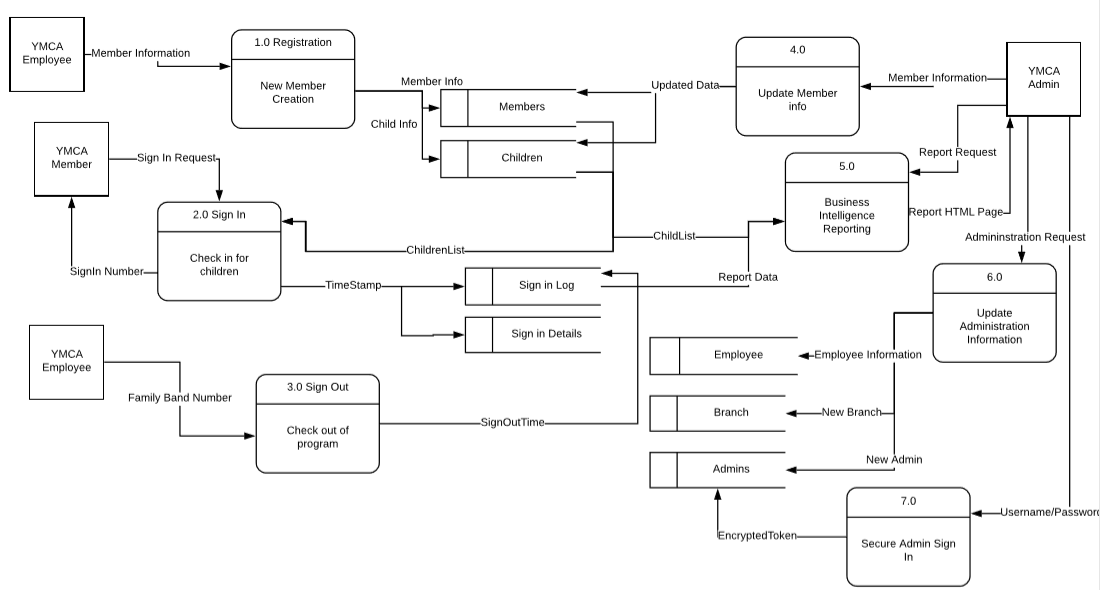 YMCA
Employee
Member Information
1.0 Registration
New Member
Creation
Member Info
Child Info
Members
Children
Updated Data
4.0
Update Member
info
Member Information
YMCA
Admin
YMCA
Member
Sign In Request
2.0 Sign In
Check in for
children
SignIn Number
ChildrenList
ChildList
5.0
Business
Intelligence
Reporting
Report Request
Report HTML Page
Admininstration Request
TimeStamp
Sign in Log
Sign in Details
Report Data
6.0
Update
Administration
Information
YMCA
Employee
Family Band Number
3.0 Sign Out
Check out of
program
SignOutTime
Employee
Employee Information
Branch
New Branch
Admins
New Admin
7.0
Secure Admin Sign
In
EncryptedToken
Username/Password